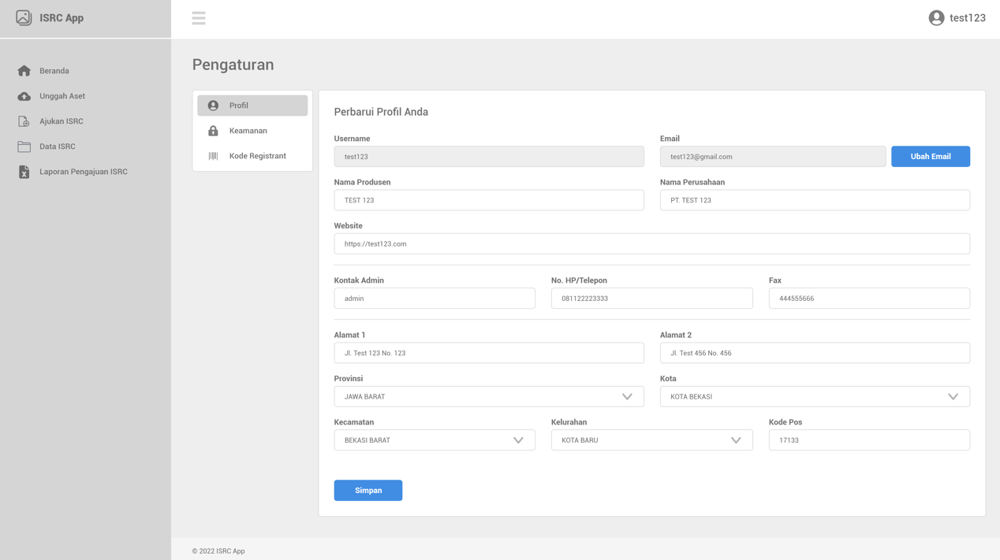 ISRC App
test123
Beranda
Unggah Aset
Ajukan ISRC
Data ISRC
Laporan Pengajuan ISRC
Pengaturan
Profil
Keamanan
Kode Registrant
Perbarui Profil Anda
Username
Email
test123
test123@gmail.com
Ubah Email
Nama Produsen
Nama Perusahaan
TEST 123
PT. TEST 123
Website
https://test123.com
Kontak Admin
No. HP/Telepon
Fax
admin
081122223333
444555666
Alamat 1
Alamat 2
Jl. Test 123 No. 123
Jl. Test 456 No. 456
Provinsi
Kota
JAWA BARAT
KOTA BEKASI
Kecamatan
Kelurahan
Kode Pos
BEKASI BARAT
KOTA BARU
17133
Simpan
© 2022 ISRC App